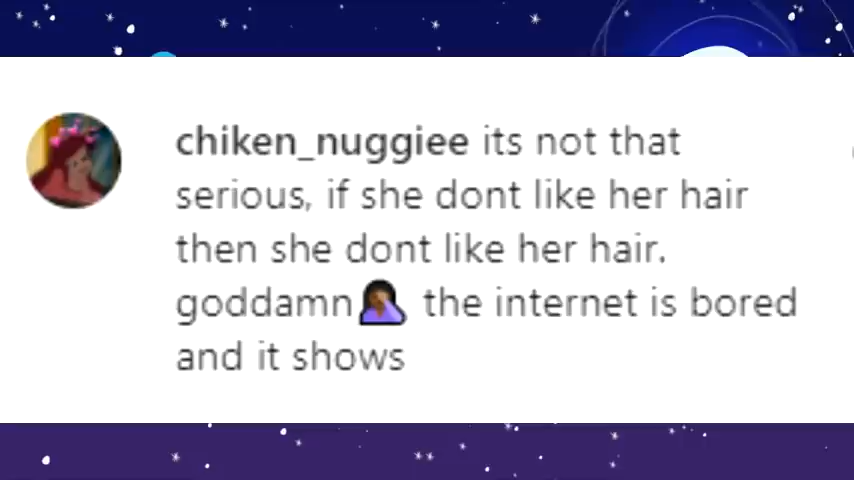 chiken_nuggiee its not that
serious, if she dont like her hair
then she dont like her hair.
goddamn🤦🏾‍♀️ the internet is bored
and it shows